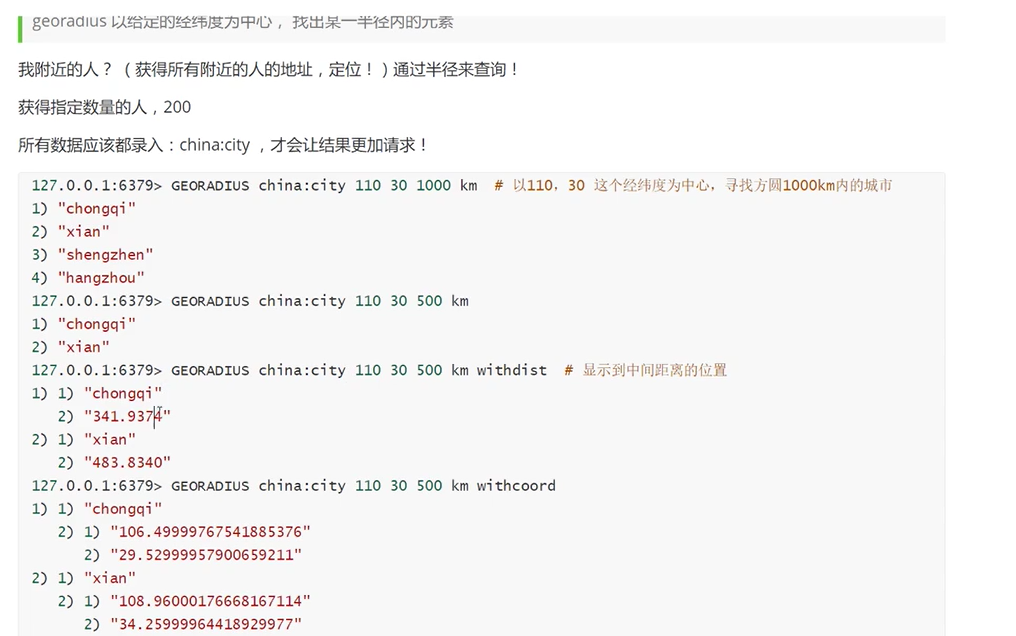 georadius 以给定的经纬度为中心， 找出某一半径内的元素
我附近的人？（获得所有附近的人的地址，定位！）通过半径来查询！
获得指定数量的人，200
所有数据应该都录入：china:city ，才会让结果更加请求！
127.0.0.1:6379> GEORADIUS china:city 110 30 1000 km # 以110，30 这个经纬度为中心，寻找方圆1000km内的城市
1) "chongqi"
2) "xian"
3) "shengzhen"
4) "hangzhou"
127.0.0.1:6379> GEORADIUS china:city 110 30 500 km
1) "chongqi"
2) "xian"
127.0.0.1:6379> GEORADIUS china:city 110 30 500 km withdist # 显示到中间距离的位置
1) 1) "chongqi"
2) "341.9374"
2) 1) "xian"
2) "483.8340"
127.0.0.1:6379> GEORADIUS china:city 110 30 500 km withcoord
1) 1) "chongqi"
2) 1) "106.49999767541885376"
2) "29.52999957900659211"
2) 1) "xian"
2) 1) "108.96000176668167114"
2) "34.25999964418929977"